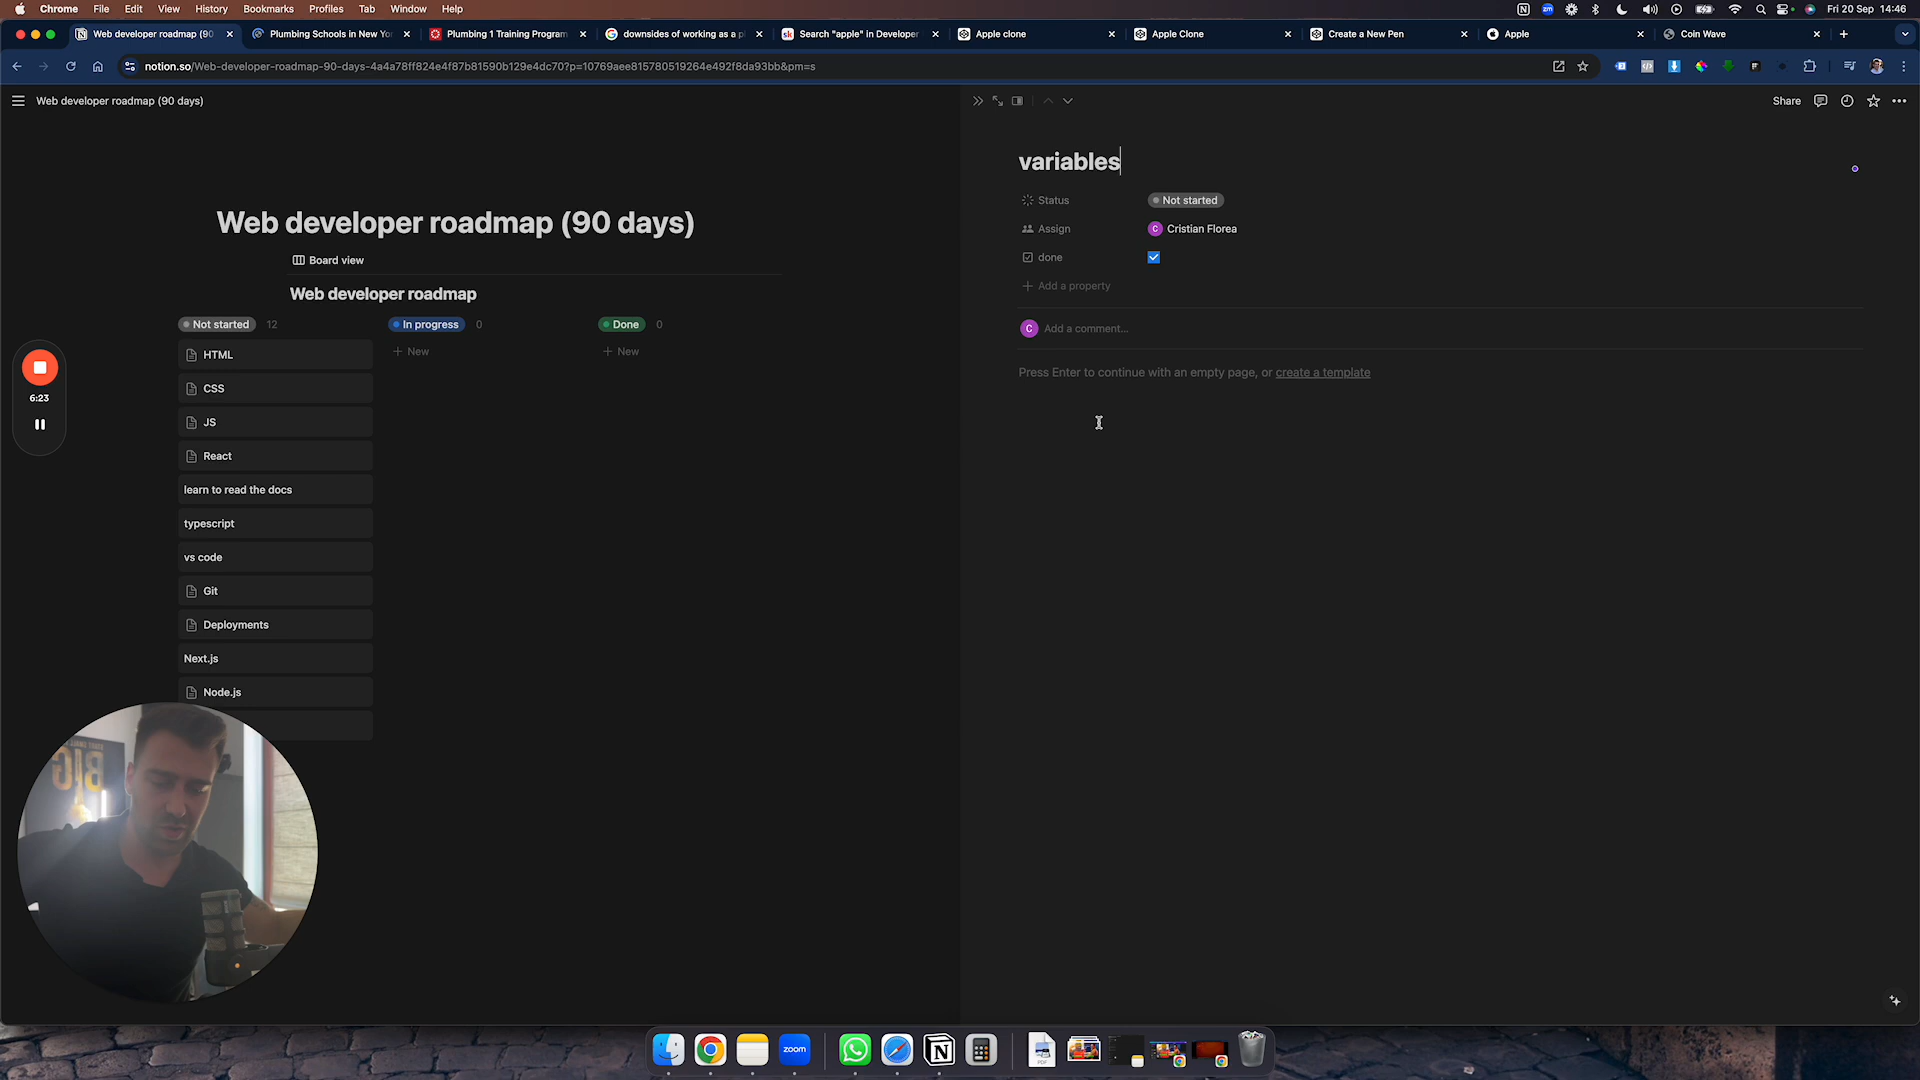 Chrome File Edit View History Bookmarks Profiles Tab Window Help
Fri 20 Sep 14:46
Web developer roadmap (90
Plumbing Schools in New Yor
Plumbing 1 Training Program
downsides of working as a pl
Search "apple" in Developer
Apple clone
Apple Clone
Create a New Pen
Apple
Coin Wave
notion.so/Web-developer-roadmap-90-days-4a4a78ff824e4f87b81590b129e4dc70?p=10769aee815780519264e492f8da93bb&pm=s
Web developer roadmap (90 days)
Share
variables
Status Not started
Assign C Cristian Florea
done
Add a property
C Add a comment...
Press Enter to continue with an empty page, or create a template
Web developer roadmap (90 days)
Board view
Web developer roadmap
Not started 12
In progress 0
Done 0
New
New
HTML
CSS
JS
React
learn to read the docs
typescript
vs code
Git
Deployments
Next.js
Node.js
6:23
BIG
zoom
PDF